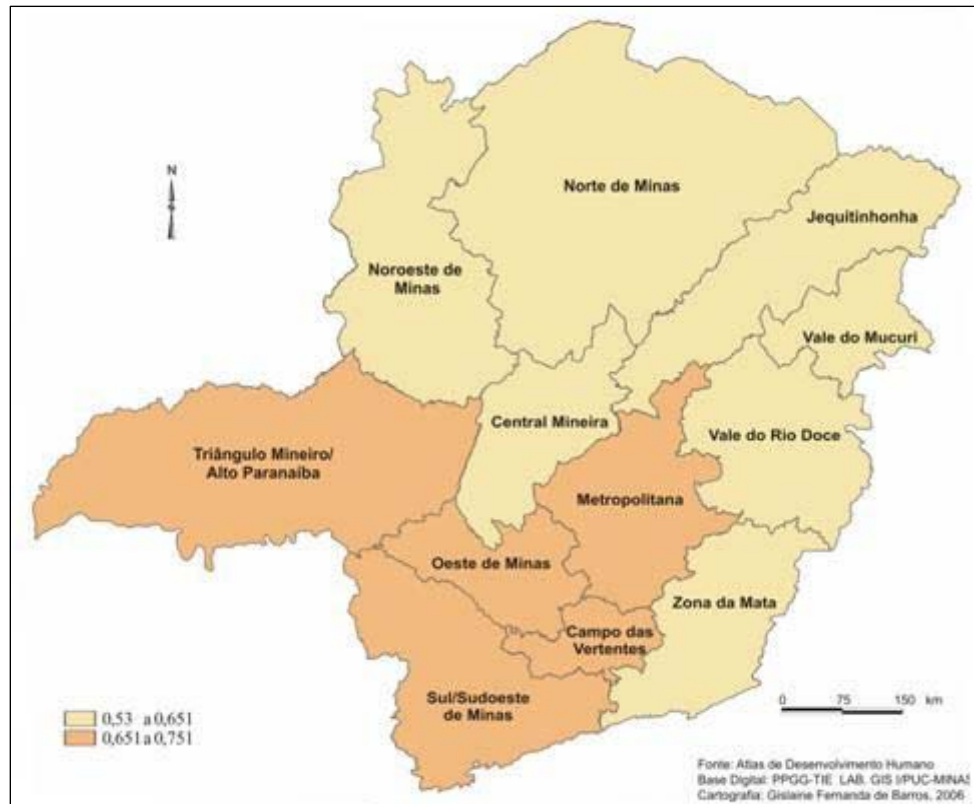 Norte de Minas
N
Jequitinhonha
Noroeste de
Minas
Vale do Mucuri
Central Mineira
Vale do Rio Doce
Triângulo Mineiro/
Alto Paranaíba
Metropolitana
Oeste de Minas
Zona da Mata
Campo das
Vertentes
Sul/Sudoeste
de Minas
0 75 150 km
0,53 a 0,651
0,651 a 0,751
Fonte: Atlas de Desenvolvimento Humano
Base Digital: PPGG-TIE LAB. GIS I/PUC-MINAS
Cartografia: Gislaine Fernanda de Barros, 2006